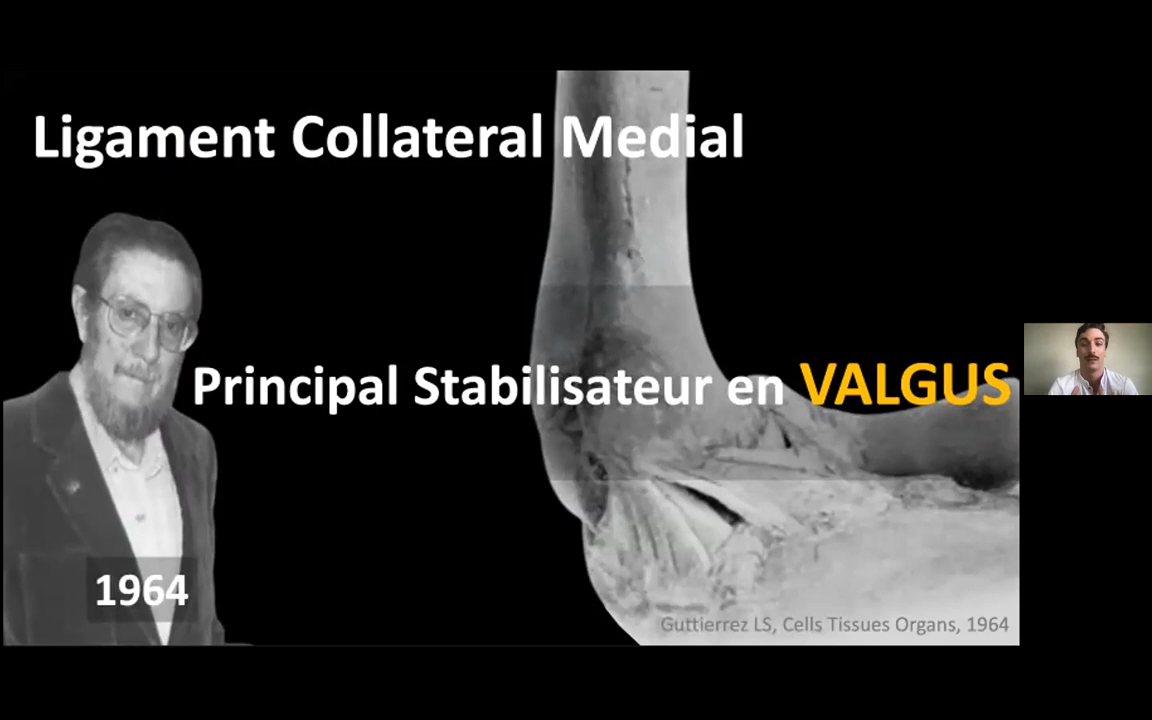 Ligament Collateral Medial
Principal Stabilisateur en VALGUS
1964
Guttierrez LS, Cells Tissues Organs, 1964